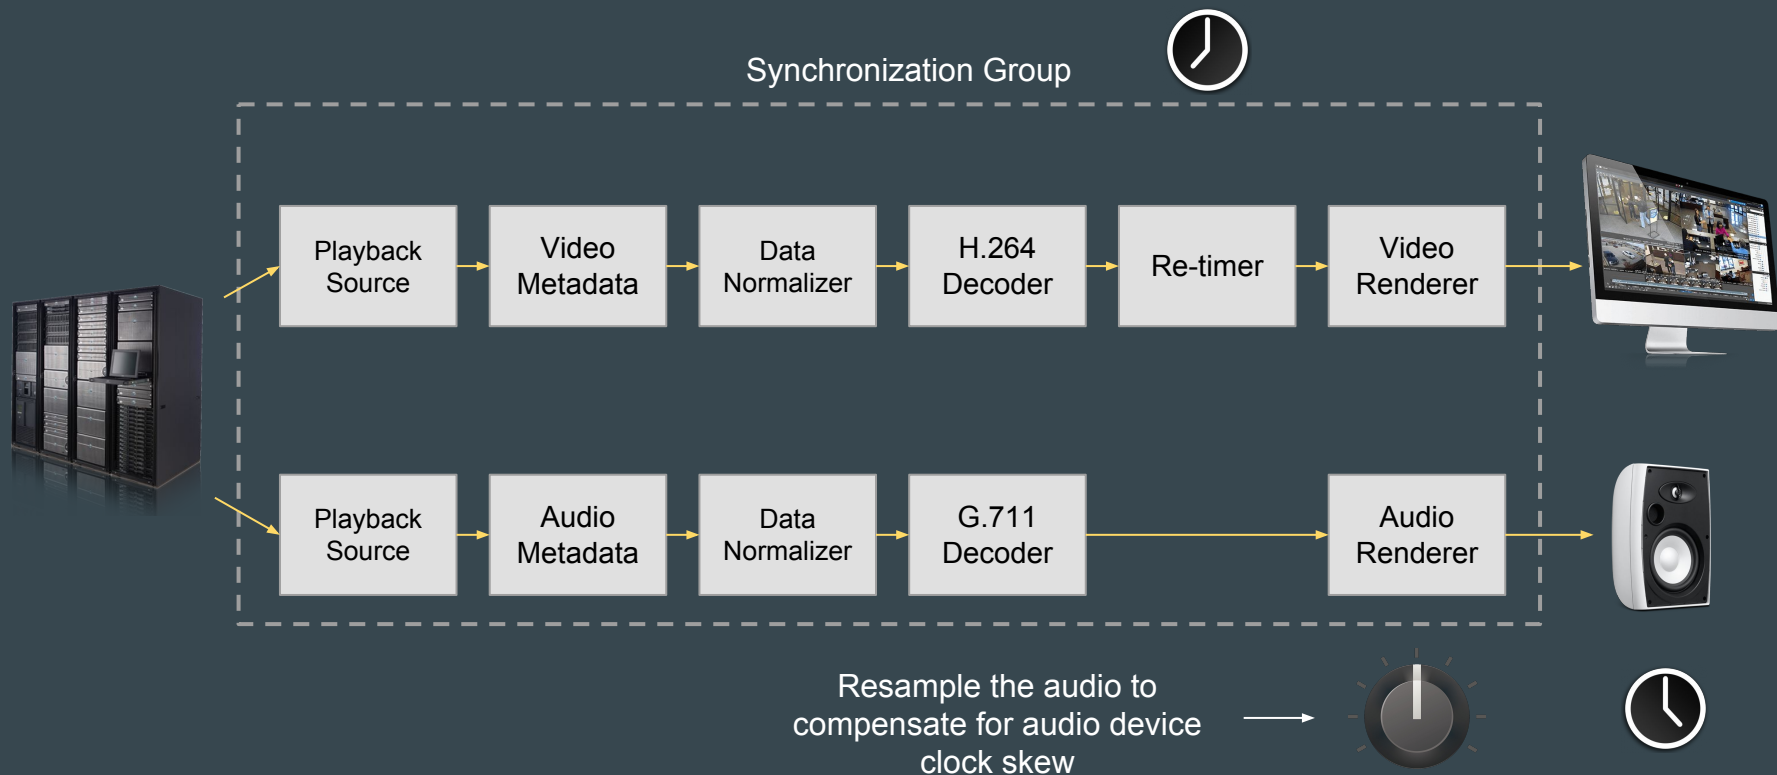 Synchronization Group
Playback
Source
Video
Metadata
Data
Normalizer
H.264
Decoder
Re-timer
Video
Renderer
Playback
Source
Audio
Metadata
Data
Normalizer
G.711
Decoder
Audio
Renderer
Resample the audio to
compensate for audio device
clock skew